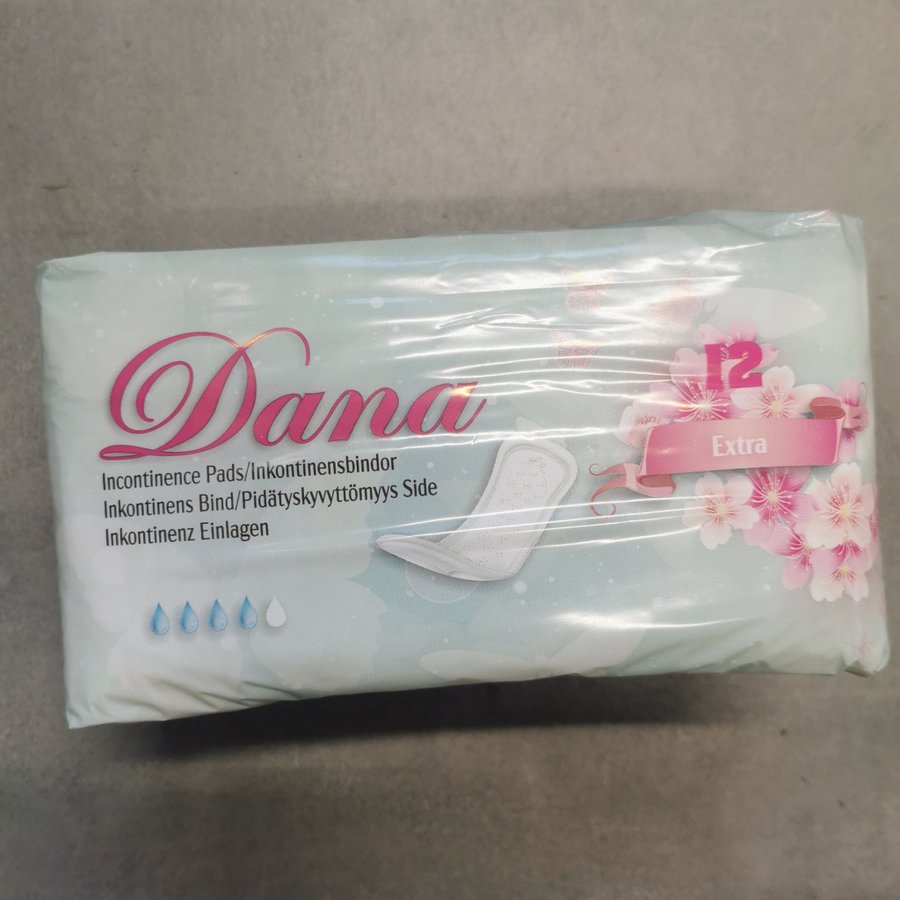 Dana
Incontinence Pads/Inkontinensbindor
Inkontinens Bind/Pidätyskyvyttömyys Side
Inkontinenz Einlagen
12
Extra